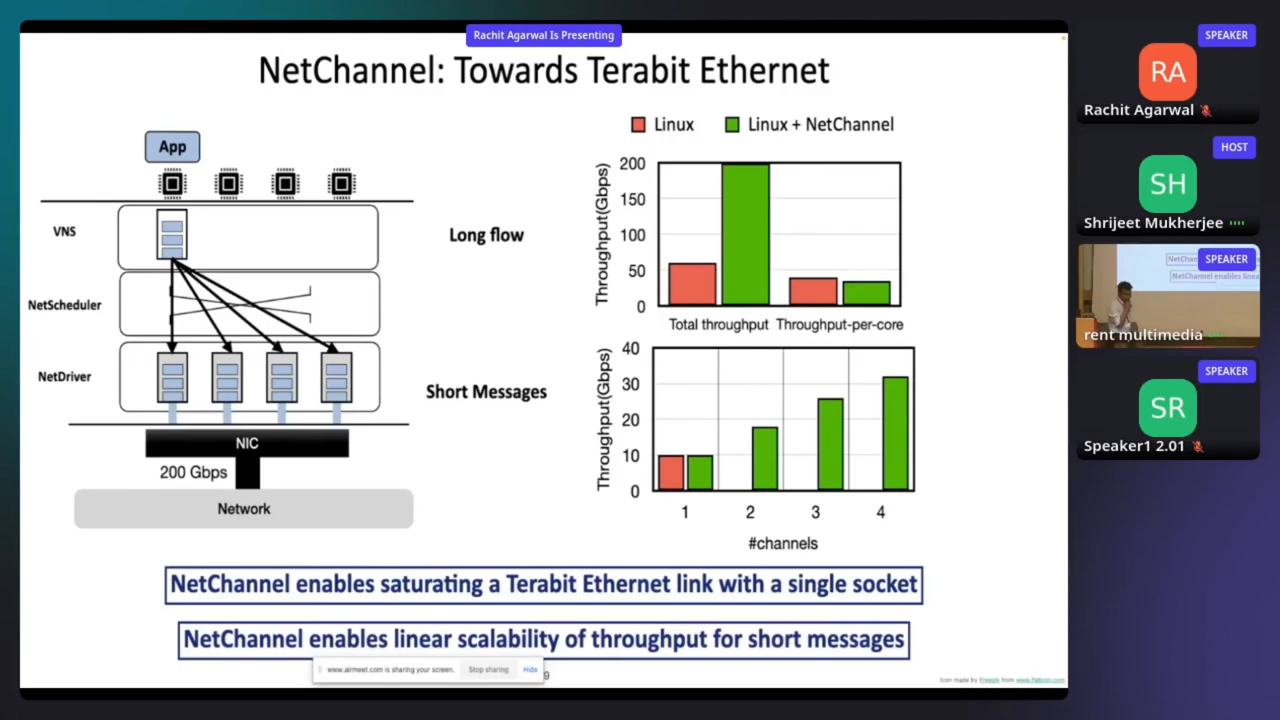 Rachit Agarwal Is Presenting
NetChannel: Towards Terabit Ethernet
App
VNS
NetScheduler
NetDriver
NIC
200 Gbps
Network
Long flow
Short Messages
Linux
Linux + NetChannel
Throughput(Gbps)
200
150
100
50
0
Total throughput
Throughput-per-core
Throughput(Gbps)
40
30
20
10
0
1
2
3
4
#channels
NetChannel enables saturating a Terabit Ethernet link with a single socket
NetChannel enables linear scalability of throughput for short messages
www.airmeet.com is sharing your screen.
Stop sharing
Hide
9
Icon made by Freepik from www.flaticon.com
SPEAKER
RA
Rachit Agarwal
HOST
SH
Shrijeet Mukherjee
SPEAKER
NetChan
NetChannel enables linea
rent multimedia
SPEAKER
SR
Speaker1 2.01